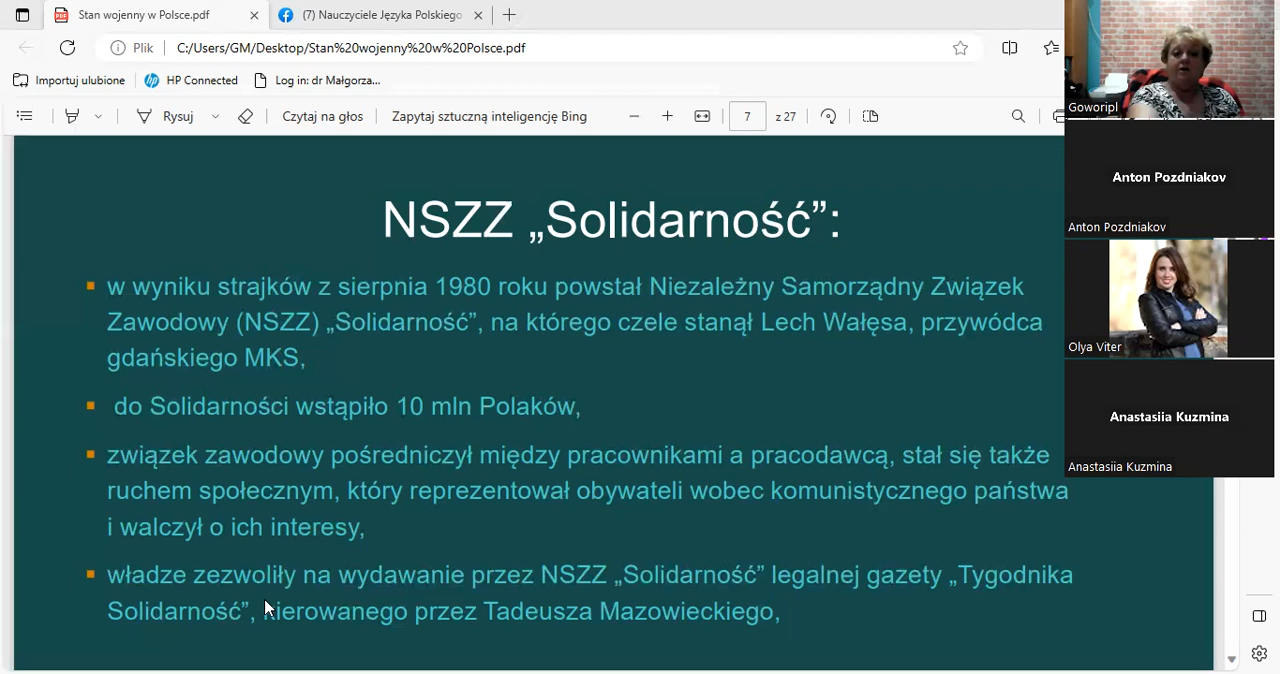 Stan wojenny w Polsce.pdf
(7) Nauczyciele Języka Polskiego
Plik
C:/Users/GM/Desktop/Stan%20wojenny%20w%20Polsce.pdf
Importuj ulubione
HP Connected
Log in: dr Małgorza...
Rysuj
Czytaj na głos
Zapytaj sztuczną inteligencję Bing
7
z 27
NSZZ „Solidarność”:
w wyniku strajków z sierpnia 1980 roku powstał Niezależny Samorządny Związek
Zawodowy (NSZZ) „Solidarność”, na którego czele stanął Lech Wałęsa, przywódca
gdańskiego MKS,
do Solidarności wstąpiło 10 mln Polaków,
związek zawodowy pośredniczył między pracownikami a pracodawcą, stał się także
ruchem społecznym, który reprezentował obywateli wobec komunistycznego państwa
i walczył o ich interesy,
władze zezwoliły na wydawanie przez NSZZ „Solidarność” legalnej gazety „Tygodnika
Solidarność”, kierowanego przez Tadeusza Mazowieckiego,
Goworipl
Anton Pozdniakov
Anton Pozdniakov
Olya Viter
Anastasiia Kuzmina
Anastasiia Kuzmina